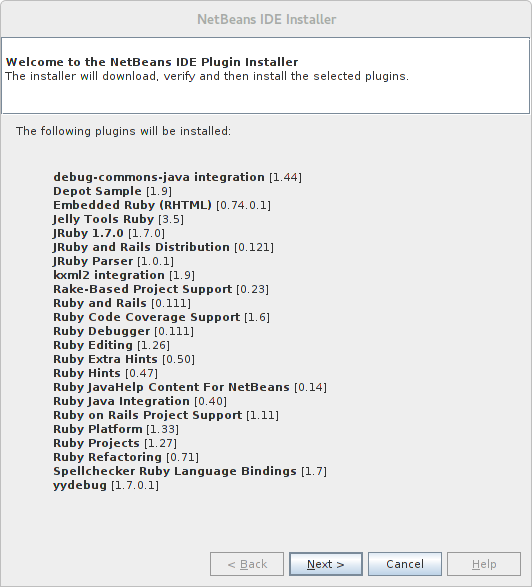 NetBeans IDE Installer
Welcome to the NetBeans IDE Plugin Installer
The installer will download, verify and then install the selected plugins.
The following plugins will be installed:
debug-commons-java integration [1.44]
Depot Sample [1.9]
Embedded Ruby (RHTML) [0.74.0.1]
Jelly Tools Ruby [3.5]
JRuby 1.7.0 [1.7.0]
JRuby and Rails Distribution [0.121]
JRuby Parser [1.0.1]
kxml2 integration [1.9]
Rake-Based Project Support [0.23]
Ruby and Rails [0.111]
Ruby Code Coverage Support [1.6]
Ruby Debugger [0.111]
Ruby Editing [1.26]
Ruby Extra Hints [0.50]
Ruby Hints [0.47]
Ruby JavaHelp Content For NetBeans [0.14]
Ruby Java Integration [0.40]
Ruby on Rails Project Support [1.11]
Ruby Platform [1.33]
Ruby Projects [1.27]
Ruby Refactoring [0.71]
Spellchecker Ruby Language Bindings [1.7]
yydebug [1.7.0.1]
< Back Next > Cancel Help